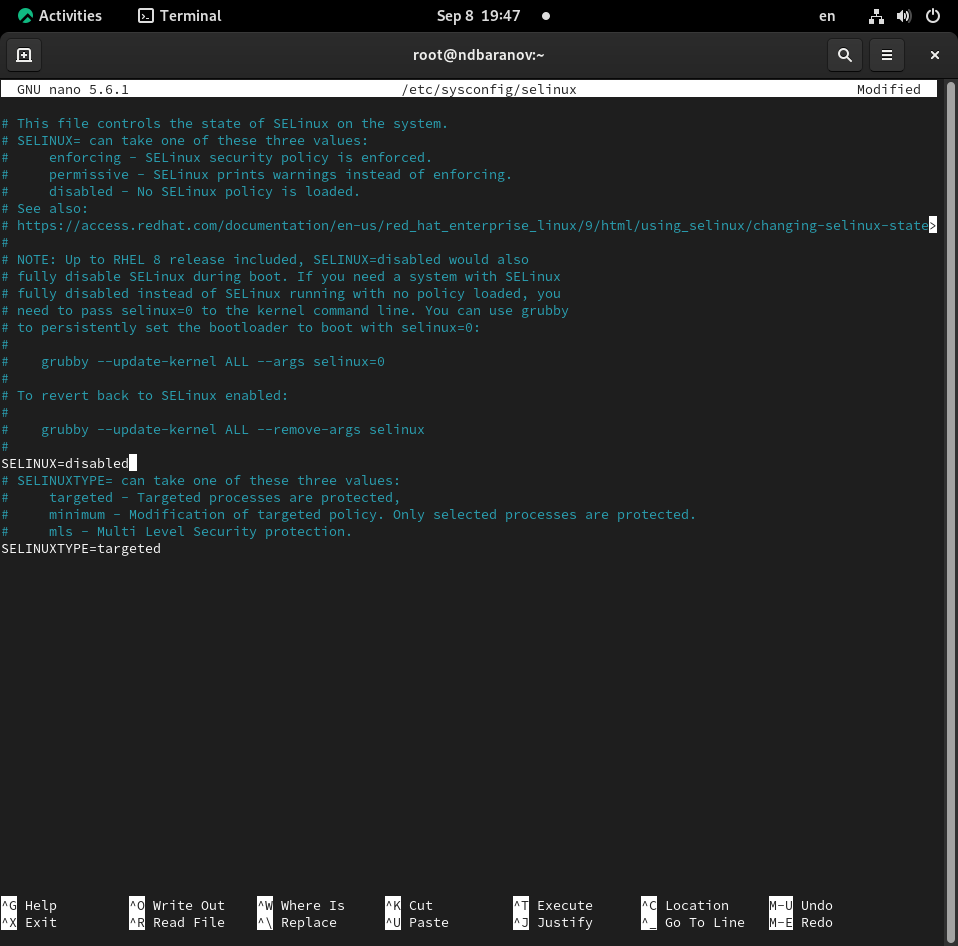 Activities Terminal Sep 8 19:47 en
root@ndbaranov:~
GNU nano 5.6.1 /etc/sysconfig/selinux Modified
# This file controls the state of SELinux on the system.
# SELINUX= can take one of these three values:
#     enforcing - SELinux security policy is enforced.
#     permissive - SELinux prints warnings instead of enforcing.
#     disabled - No SELinux policy is loaded.
# See also:
# https://access.redhat.com/documentation/en-us/red_hat_enterprise_linux/9/html/using_selinux/changing-selinux-state>
#
# NOTE: Up to RHEL 8 release included, SELINUX=disabled would also
# fully disable SELinux during boot. If you need a system with SELinux
# fully disabled instead of SELinux running with no policy loaded, you
# need to pass selinux=0 to the kernel command line. You can use grubby
# to persistently set the bootloader to boot with selinux=0:
#
#    grubby --update-kernel ALL --args selinux=0
#
# To revert back to SELinux enabled:
#
#    grubby --update-kernel ALL --remove-args selinux
#
SELINUX=disabled
# SELINUXTYPE= can take one of these three values:
#     targeted - Targeted processes are protected,
#     minimum - Modification of targeted policy. Only selected processes are protected.
#     mls - Multi Level Security protection.
SELINUXTYPE=targeted
^G Help ^O Write Out ^W Where Is ^K Cut ^T Execute ^C Location M-U Undo
^X Exit ^R Read File ^\ Replace ^U Paste ^J Justify ^_ Go To Line M-E Redo